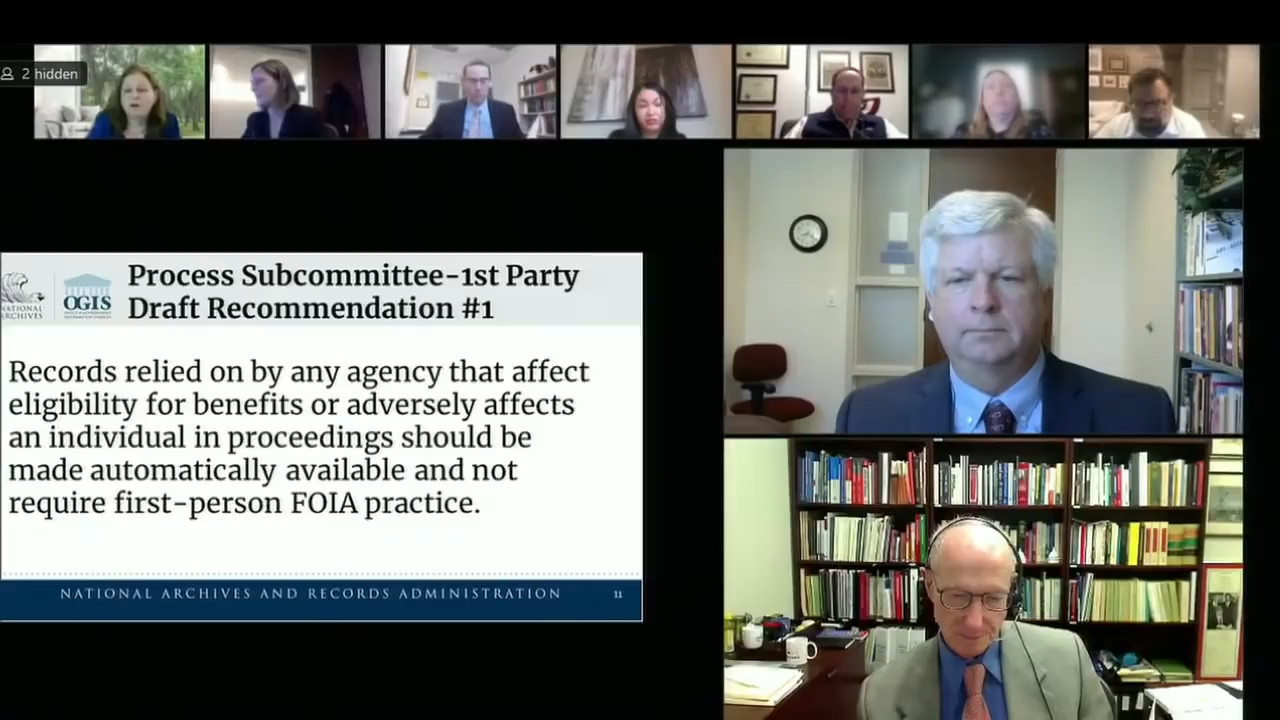 2 hidden
NATIONAL
ARCHIVES
OGIS
Process Subcommittee-1st Party
Draft Recommendation #1
Records relied on by any agency that affect
eligibility for benefits or adversely affects
an individual in proceedings should be
made automatically available and not
require first-person FOIA practice.
NATIONAL ARCHIVES AND RECORDS ADMINISTRATION
11